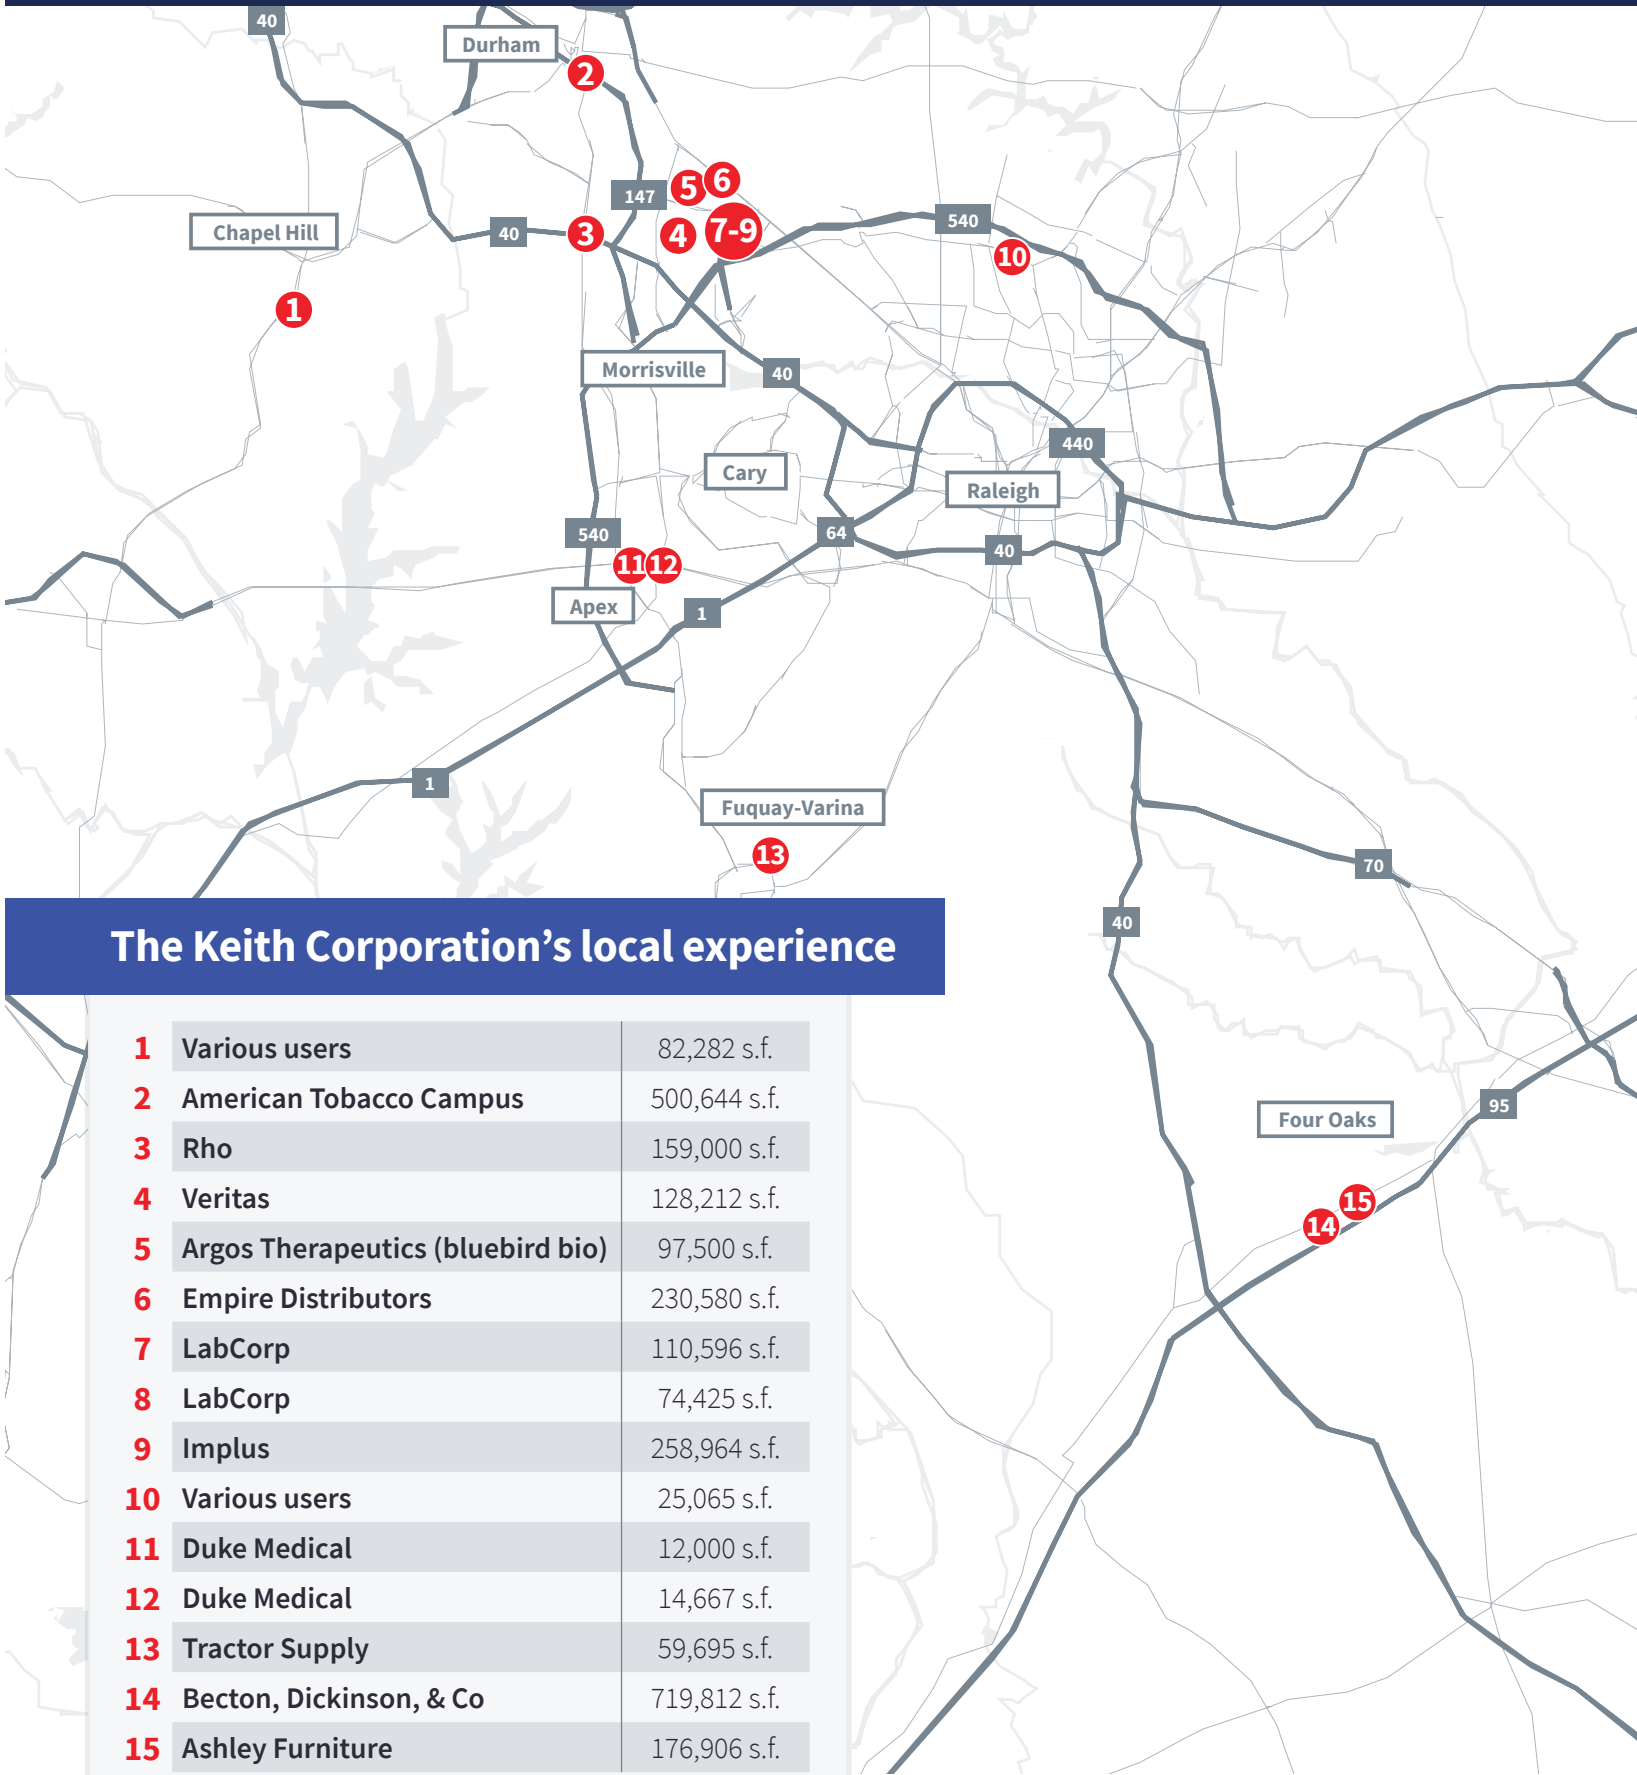 40
Durham
2
147
5
6
Chapel Hill
40
3
4
7-9
540
10
1
Morrisville
40
440
Cary
Raleigh
540
64
40
11
12
Apex
1
1
Fuquay-Varina
13
70
40
The Keith Corporation’s local experience
1 Various users 82,282 s.f.
2 American Tobacco Campus 500,644 s.f.
3 Rho 159,000 s.f.
4 Veritas 128,212 s.f.
5 Argos Therapeutics (bluebird bio) 97,500 s.f.
6 Empire Distributors 230,580 s.f.
7 LabCorp 110,596 s.f.
8 LabCorp 74,425 s.f.
9 Implus 258,964 s.f.
10 Various users 25,065 s.f.
11 Duke Medical 12,000 s.f.
12 Duke Medical 14,667 s.f.
13 Tractor Supply 59,695 s.f.
14 Becton, Dickinson, & Co 719,812 s.f.
15 Ashley Furniture 176,906 s.f.
95
Four Oaks
15
14